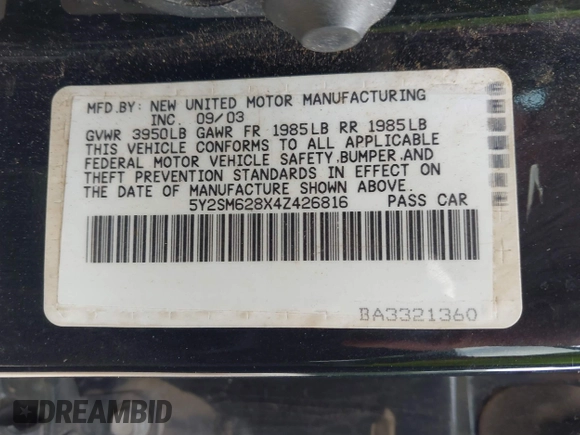 MFD.BY: NEW UNITED MOTOR MANUFACTURING
INC. 09/03
GVWR 3950LB GAWR FR 1985LB RR 1985LB
THIS VEHICLE CONFORMS TO ALL APPLICABLE
FEDERAL MOTOR VEHICLE SAFETY,BUMPER,AND
THEFT PREVENTION STANDARDS IN EFFECT ON
THE DATE OF MANUFACTURE SHOWN ABOVE.
5Y2SM628X4Z426816 PASS CAR
BA3321360
DREAMBID